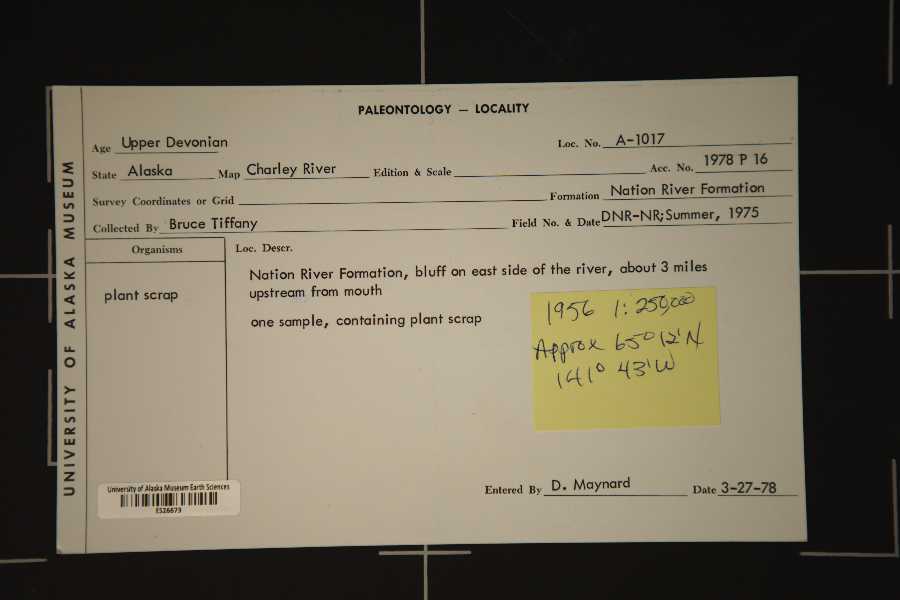 PALEONTOLOGY — LOCALITY
Age Upper Devonian Loc. No. A-1017
State Alaska Map Charley River Edition & Scale Acc. No. 1978 P 16
Survey Coordinates or Grid Formation Nation River Formation
Collected By Bruce Tiffany Field No. & Date DNR-NR; Summer, 1975
Organisms Loc. Descr.
plant scrap
Nation River Formation, bluff on east side of the river, about 3 miles
upstream from mouth
one sample, containing plant scrap
1956 1:250,000
Approx 65° 12' N
141° 43' W
Entered By D. Maynard Date 3-27-78
UNIVERSITY OF ALASKA MUSEUM
University of Alaska Museum Earth Sciences
ES26673